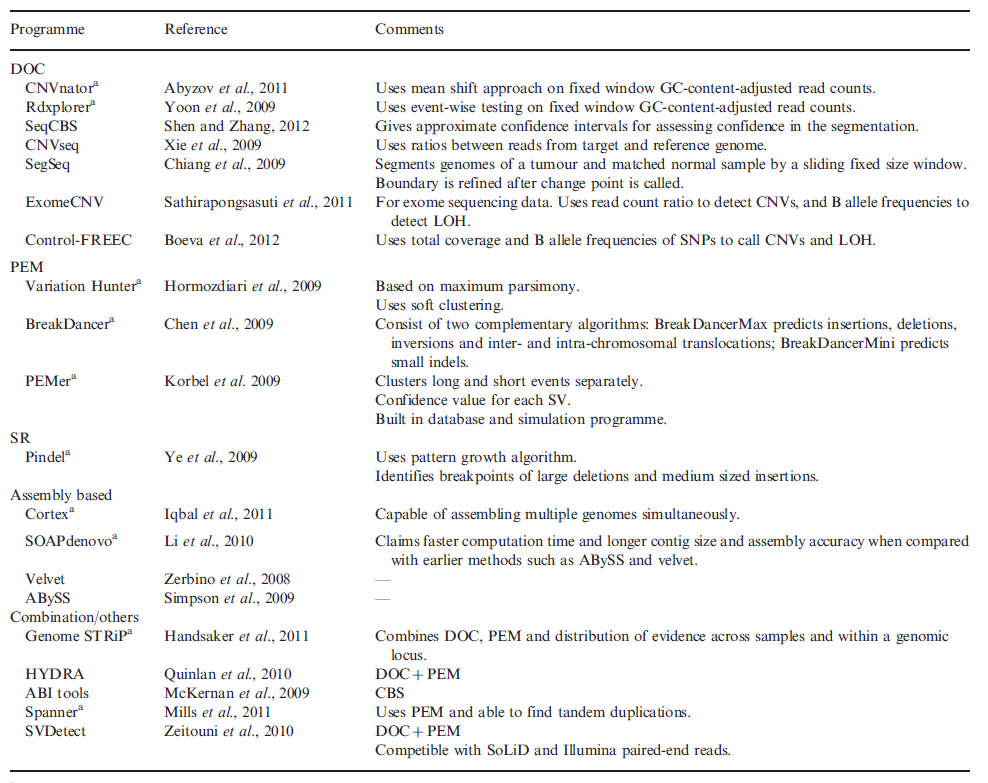 Programme Reference Comments
DOC
CNVnatora Abyzov et al., 2011 Uses mean shift approach on fixed window GC-content-adjusted read counts.
Rdxplorera Yoon et al., 2009 Uses event-wise testing on fixed window GC-content-adjusted read counts.
SeqCBS Shen and Zhang, 2012 Gives approximate confidence intervals for assessing confidence in the segmentation.
CNVseq Xie et al., 2009 Uses ratios between reads from target and reference genome.
SegSeq Chiang et al., 2009 Segments genomes of a tumour and matched normal sample by a sliding fixed size window.
Boundary is refined after change point is called.
ExomeCNV Sathirapongsasuti et al., 2011 For exome sequencing data. Uses read count ratio to detect CNVs, and B allele frequencies to
detect LOH.
Control-FREEC Boeva et al., 2012 Uses total coverage and B allele frequencies of SNPs to call CNVs and LOH.
PEM
Variation Huntera Hormozdiari et al., 2009 Based on maximum parsimony.
Uses soft clustering.
BreakDancera Chen et al., 2009 Consist of two complementary algorithms: BreakDancerMax predicts insertions, deletions,
inversions and inter- and intra-chromosomal translocations; BreakDancerMini predicts
small indels.
PEMera Korbel et al. 2009 Clusters long and short events separately.
Confidence value for each SV.
Built in database and simulation programme.
SR
Pindela Ye et al., 2009 Uses pattern growth algorithm.
Identifies breakpoints of large deletions and medium sized insertions.
Assembly based
Cortexa Iqbal et al., 2011 Capable of assembling multiple genomes simultaneously.
SOAPdenovoa Li et al., 2010 Claims faster computation time and longer contig size and assembly accuracy when compared
with earlier methods such as ABySS and velvet.
Velvet Zerbino et al., 2008 —
ABySS Simpson et al., 2009 —
Combination/others
Genome STRiPa Handsaker et al., 2011 Combines DOC, PEM and distribution of evidence across samples and within a genomic
locus.
HYDRA Quinlan et al., 2010 DOC + PEM
ABI tools McKernan et al., 2009 CBS
Spannera Mills et al., 2011 Uses PEM and able to find tandem duplications.
SVDetect Zeitouni et al., 2010 DOC + PEM
Competible with SoLiD and Illumina paired-end reads.